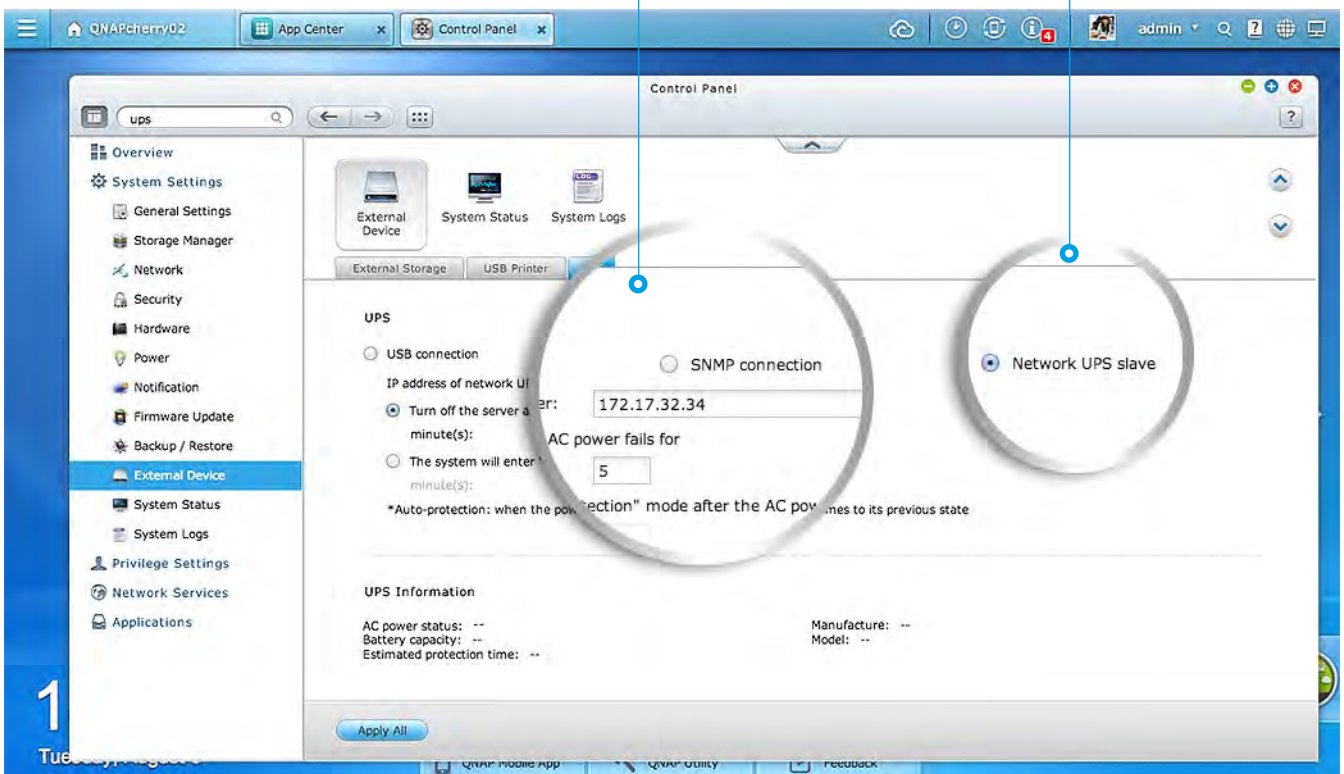 QNAPcherry02 App Center x Control Panel x 4 admin ?
Control Panel
ups ?
Overview
System Settings
General Settings
Storage Manager
Network
Security
Hardware
Power
Notification
Firmware Update
Backup / Restore
External Device
System Status
System Logs
Privilege Settings
Network Services
Applications
External Device
System Status
LOG
System Logs
External Storage
USB Printer
UPS
USB connection
SNMP connection
Network UPS slave
IP address of network
er: 172.17.32.34
Turn off the server
AC power fails for
minute(s):
5
The system will enter
minute(s):
ection" mode after the AC
*Auto-protection: when the
to its previous state
UPS Information
AC power status: --
Manufacture: --
Battery capacity: --
Model: --
Estimated protection time: --
Apply All
1
QNAP Mobile App
QNAP Utility
Feedback